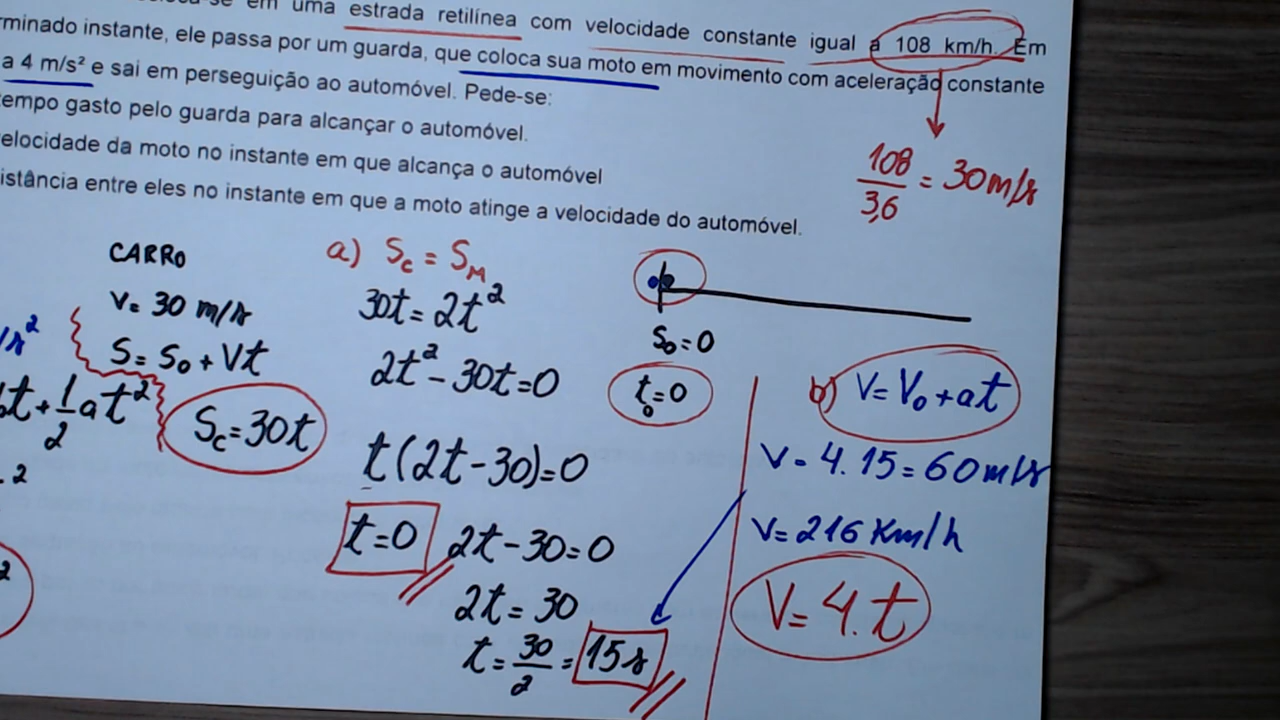 em uma estrada retilínea com velocidade constante igual a 108 km/h. Em
rminado instante, ele passa por um guarda, que coloca sua moto em movimento com aceleração constante
a 4 m/s² e sai em perseguição ao automóvel. Pede-se:
empo gasto pelo guarda para alcançar o automóvel.
elocidade da moto no instante em que alcança o automóvel
istância entre eles no instante em que a moto atinge a velocidade do automóvel.
108/3,6 = 30m/s
CARRO
V= 30 m/s
S= S₀ + Vt
t+1/2 at²
Sc=30t
a) Sc = SM
30t= 2t²
2t²-30t=0
t(2t-30)=0
t=0
2t-30=0
2t= 30
t= 30/2 = 15s
S₀=0
t₀=0
b) V= V₀+at
V= 4. 15= 60m/s
V= 216 Km/h
V= 4. t